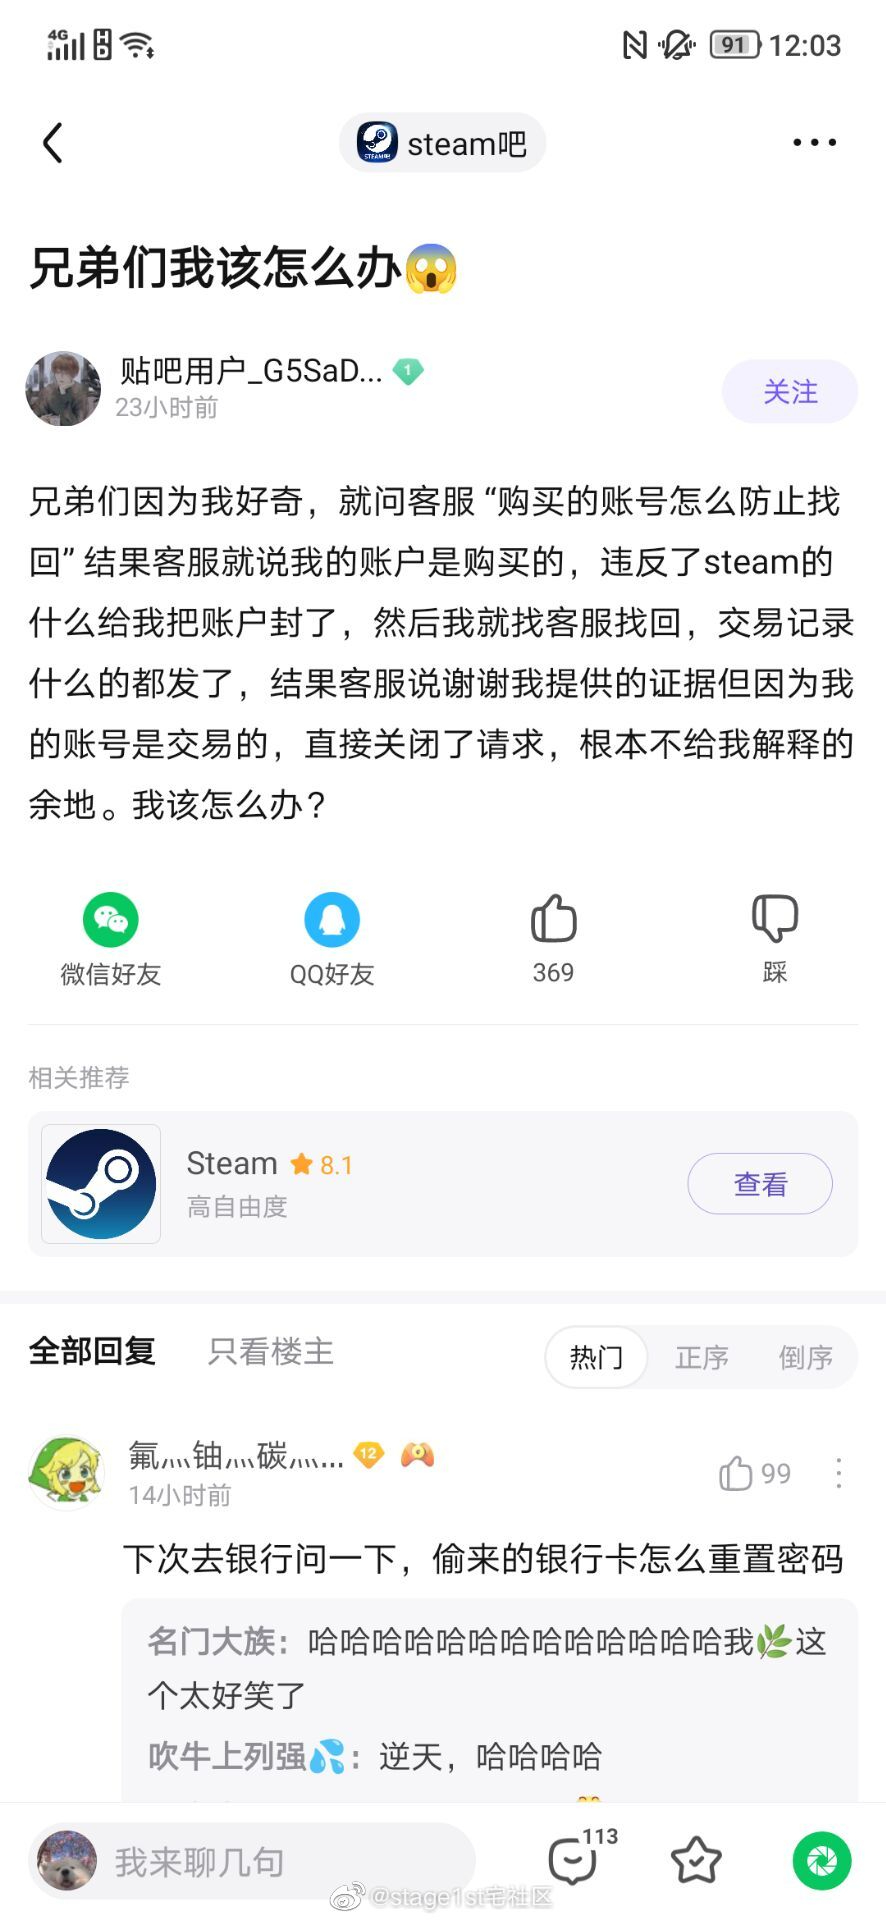 4G HD 91 12:03
STEAM吧 steam吧
兄弟们我该怎么办😱
贴吧用户_G5SaD... 1
23小时前
关注
兄弟们因为我好奇，就问客服“购买的账号怎么防止找
回”结果客服就说我的账户是购买的，违反了steam的
什么给我把账户封了，然后我就找客服找回，交易记录
什么的都发了，结果客服说谢谢我提供的证据但因为我
的账号是交易的，直接关闭了请求，根本不给我解释的
余地。我该怎么办？
微信好友 QQ好友 369 踩
相关推荐
Steam 8.1
高自由度
查看
全部回复 只看楼主 热门 正序 倒序
氟灬铀灬碳灬... 12
14小时前
99
下次去银行问一下，偷来的银行卡怎么重置密码
名门大族：哈哈哈哈哈哈哈哈哈哈哈哈哈我🌿这
个太好笑了
吹牛上列强💦：逆天，哈哈哈哈
我来聊几句 113
@stage1st宅社区